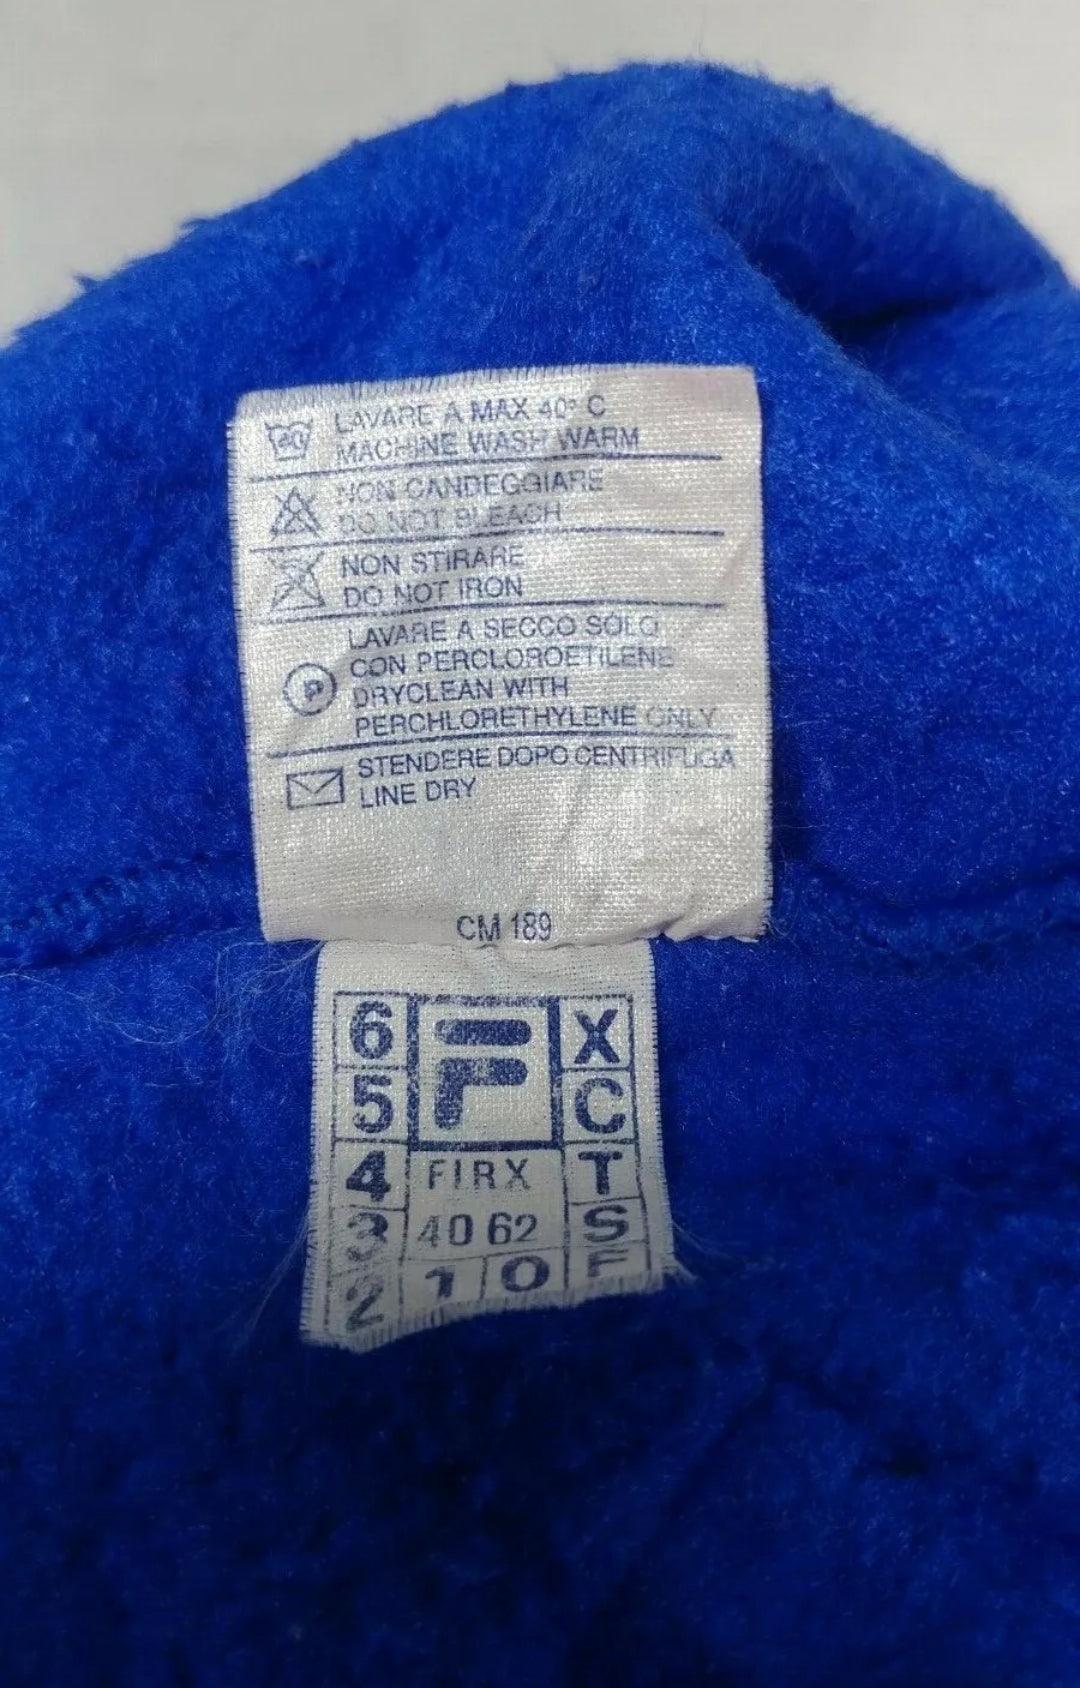 40
LAVARE A MAX 40° C
MACHINE WASH WARM
NON CANDEGGIARE
DO NOT BLEACH
NON STIRARE
DO NOT IRON
LAVARE A SECCO SOLO
CON PERCLOROETILENE
P
DRYCLEAN WITH
PERCHLORETHYLENE ONLY
STENDERE DOPO CENTRIFUGA
LINE DRY
CM 189
6 F X
5 C
4 FIRX T
3 40 62 S
2 1 0 F